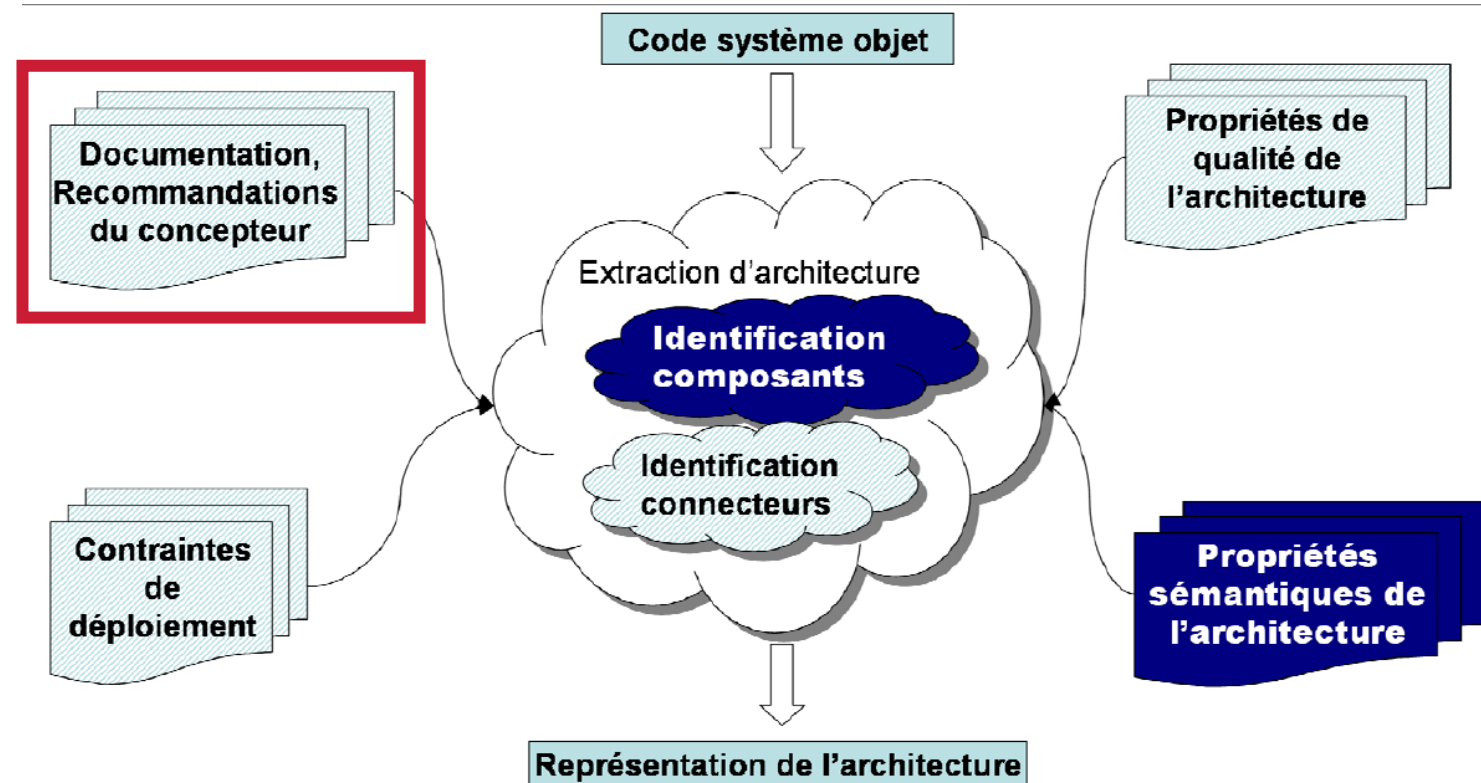 Code système objet
Documentation,
Recommandations
du concepteur
Propriétés de
qualité de
l’architecture
Extraction d’architecture
Identification
composants
Identification
connecteurs
Contraintes
de
déploiement
Propriétés
sémantiques de
l’architecture
Représentation de l’architecture